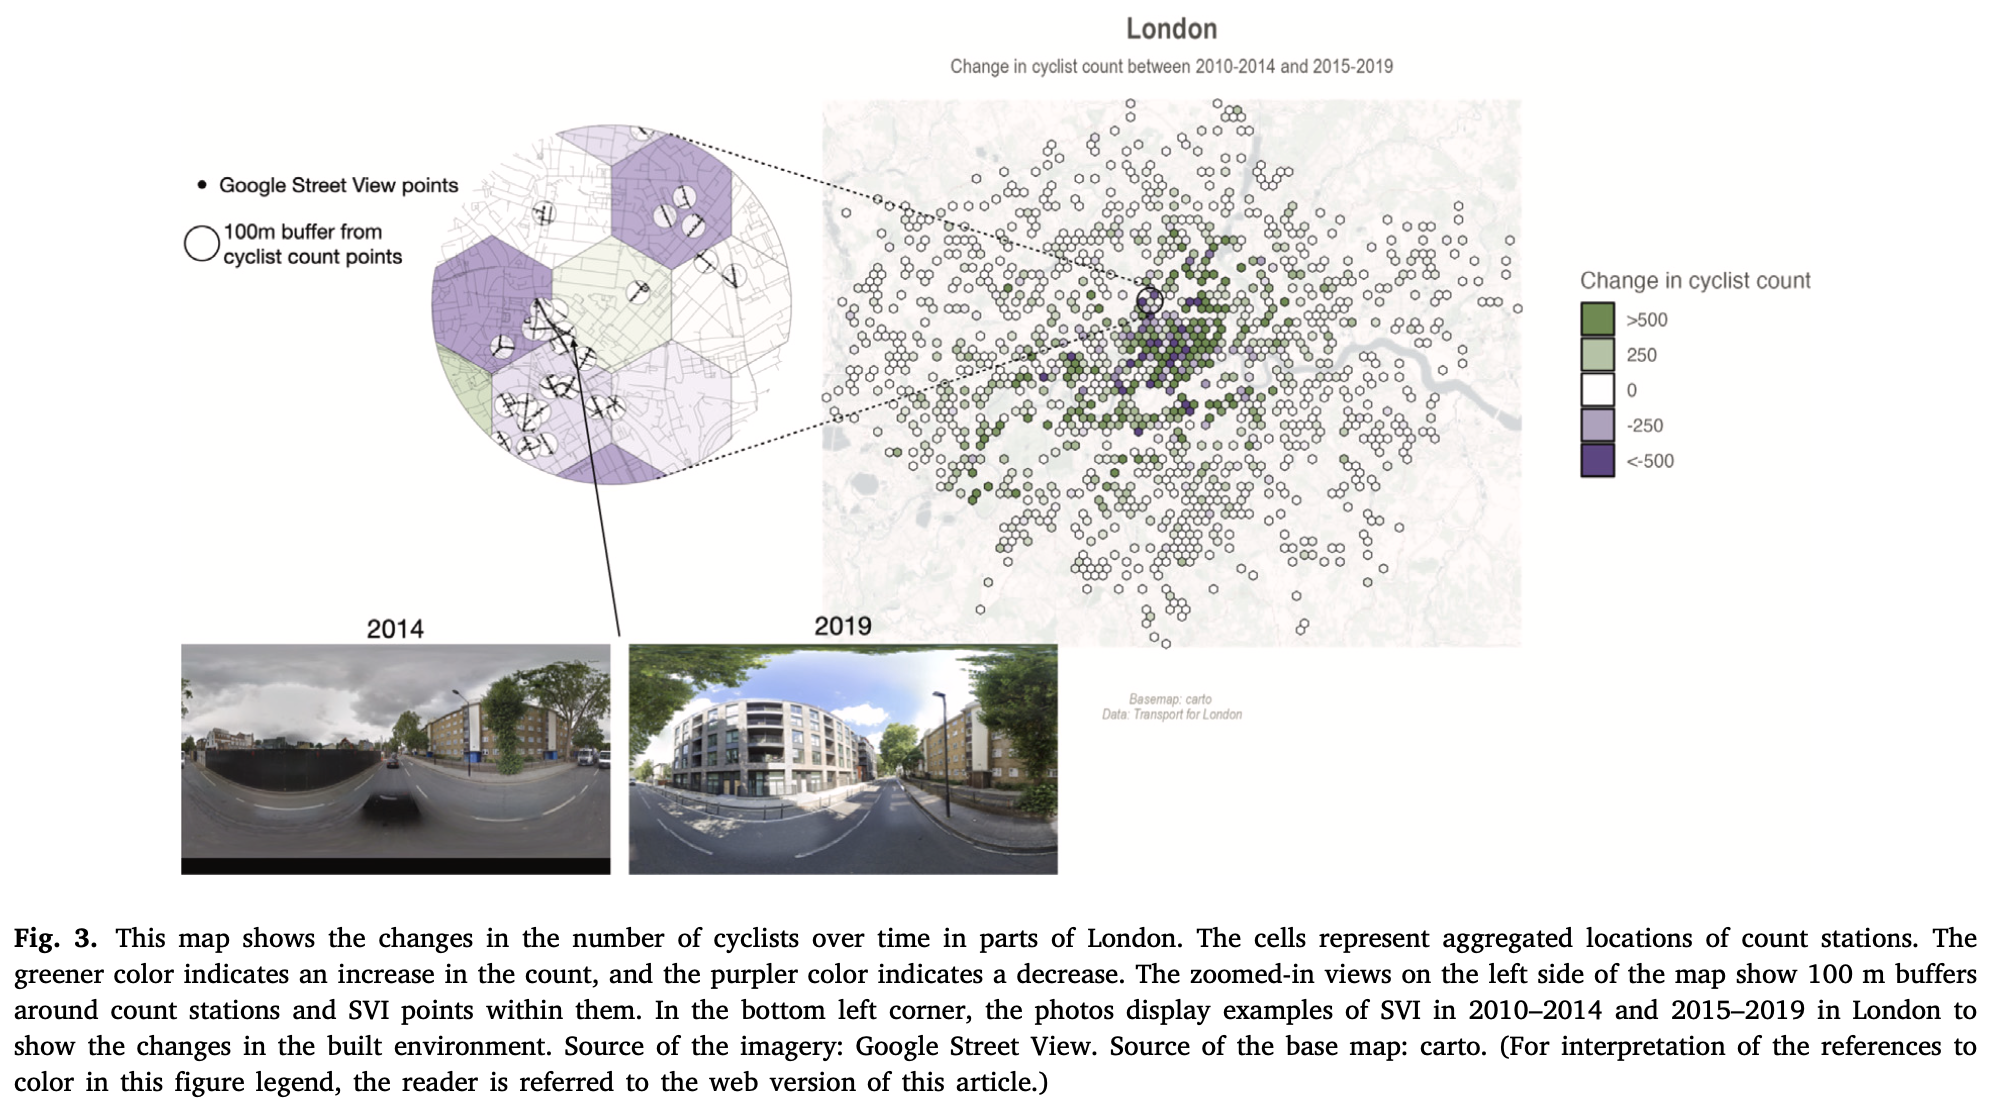 London
Change in cyclist count between 2010-2014 and 2015-2019
Google Street View points
100m buffer from
cyclist count points
Change in cyclist count
>500
250
0
-250
<-500
2014
2019
Basemap: carto
Data: Transport for London
Fig. 3. This map shows the changes in the number of cyclists over time in parts of London. The cells represent aggregated locations of count stations. The
greener color indicates an increase in the count, and the purpler color indicates a decrease. The zoomed-in views on the left side of the map show 100 m buffers
around count stations and SVI points within them. In the bottom left corner, the photos display examples of SVI in 2010–2014 and 2015–2019 in London to
show the changes in the built environment. Source of the imagery: Google Street View. Source of the base map: carto. (For interpretation of the references to
color in this figure legend, the reader is referred to the web version of this article.)